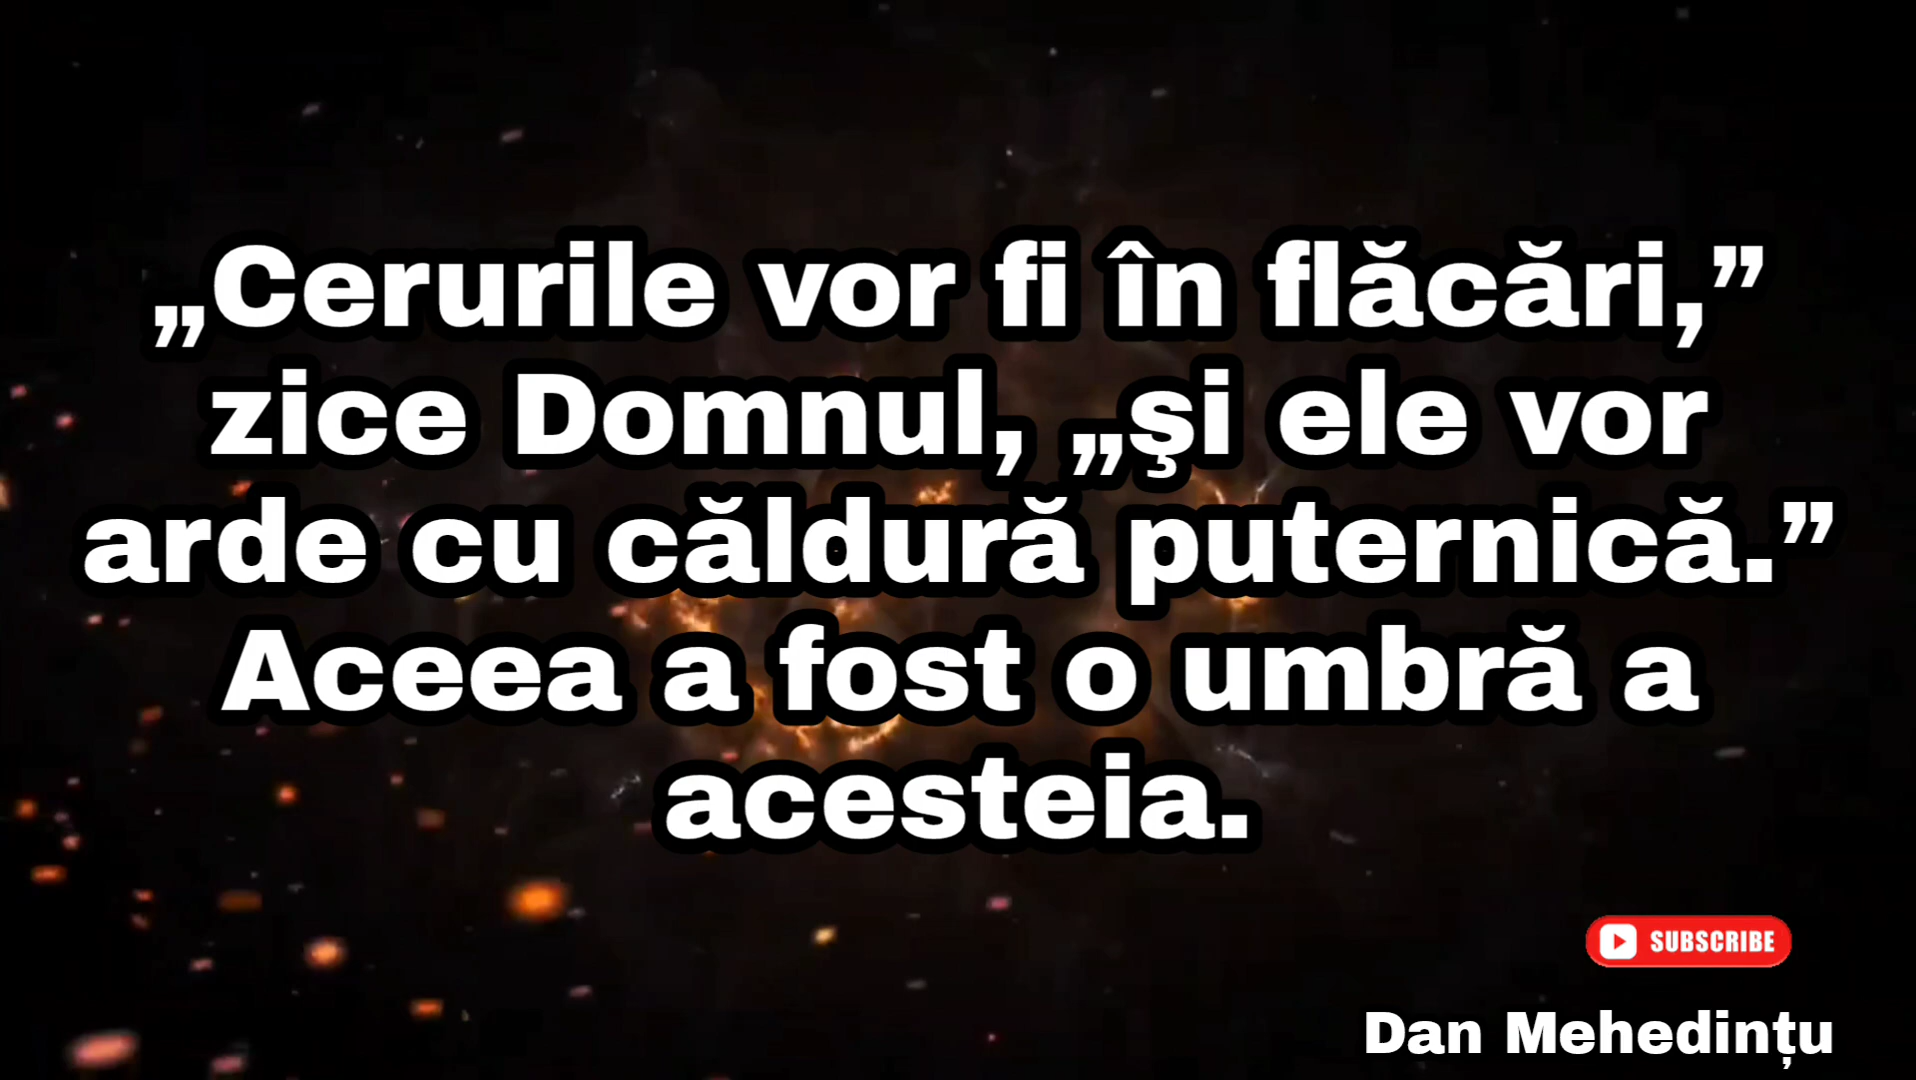 „Cerurile vor fi în flăcări,”
zice Domnul, „şi ele vor
arde cu căldură puternică.”
Aceea a fost o umbră a
acesteia.
SUBSCRIBE
Dan Mehedințu